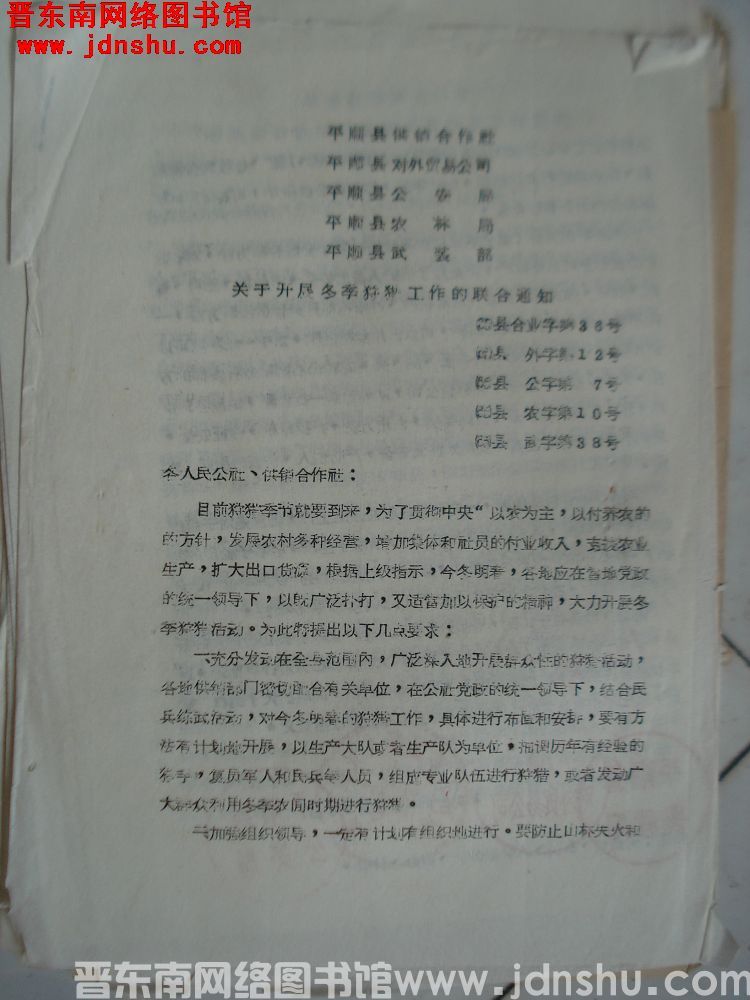 晋东南网络图书馆
www.jdnshu.com
平顺县供销合作社
平顺县对外贸易公司
平顺县公安局
平顺县农林局
平顺县武装部
关于开展冬季狩猎工作的联合通知
县合业字第36号
县 外字第12号
县 公字第 7号
县 农字第10号
县 武字第38号
各人民公社、供销合作社：
目前狩猎季节就要到来，为了贯彻中央“以农为主，以付养农的
的方针，发展农村多种经营，增加集体和社员的付业收入，支援农业
生产，扩大出口货源，根据上级指示，今冬明春，各地应在当地党政
的统一领导下，以既广泛扑打，又适当加以保护的精神，大力开展冬
季狩猎活动。为此特提出以下几点要求：
一充分发动在全县范围内，广泛深入地开展群众性的狩猎活动，
各地供销部门密切配合有关单位，在公社党政的统一领导下，结合民
兵练武活动，对今冬明春的狩猎工作，具体进行布置和安排，要有方
法有计划地开展，以生产大队或者生产队为单位，抽调历年有经验的
猎手，复员军人和民兵等人员，组成专业队伍进行狩猎，或者发动广
大群众利用冬季农闲时期进行狩猎。
二加强组织领导，一定有计划有组织地进行。要防止山林失火和
晋东南网络图书馆www.jdnshu.com